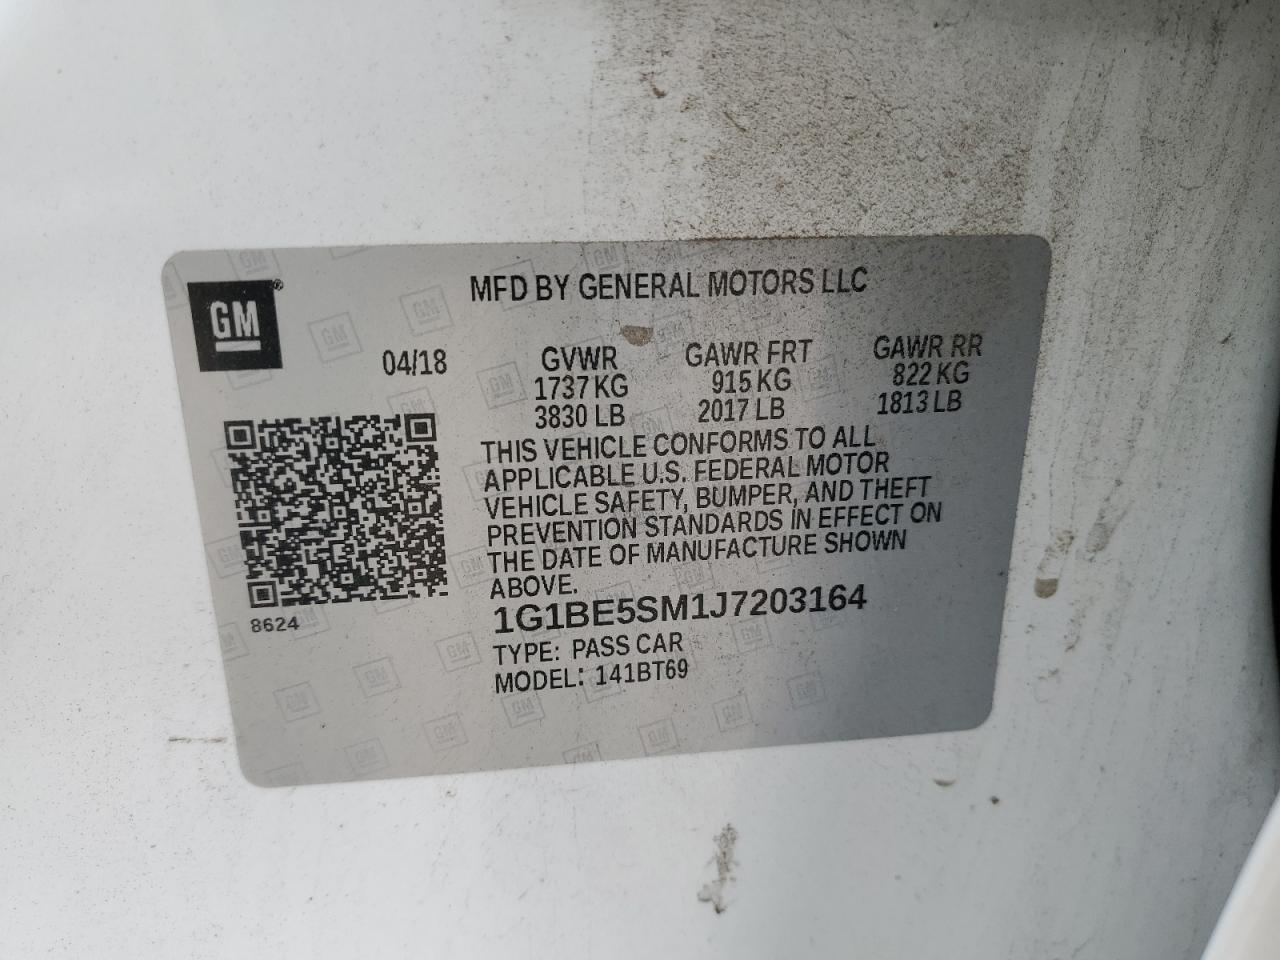 GM®
MFD BY GENERAL MOTORS LLC
04/18 GVWR GAWR FRT GAWR RR
1737 KG 915 KG 822 KG
3830 LB 2017 LB 1813 LB
THIS VEHICLE CONFORMS TO ALL
APPLICABLE U.S. FEDERAL MOTOR
VEHICLE SAFETY, BUMPER, AND THEFT
PREVENTION STANDARDS IN EFFECT ON
THE DATE OF MANUFACTURE SHOWN
ABOVE.
8624
1G1BE5SM1J7203164
TYPE: PASS CAR
MODEL: 141BT69